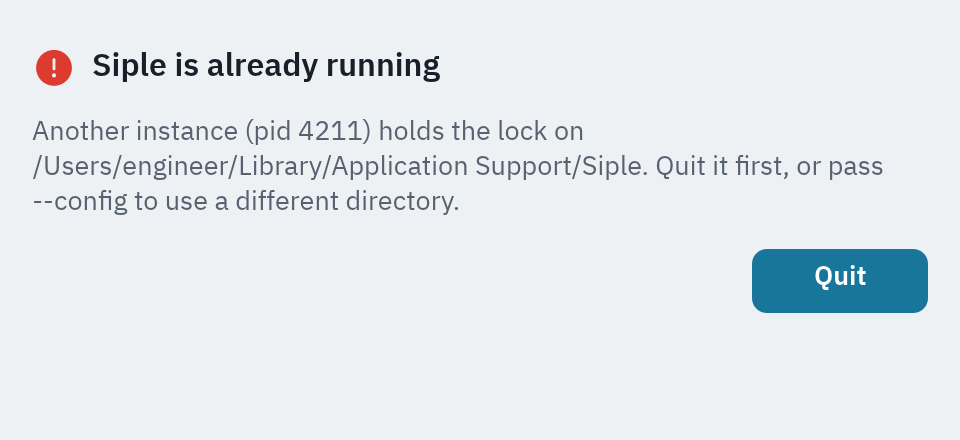 Siple is already running
Another instance (pid 4211) holds the lock on
/Users/engineer/Library/Application Support/Siple. Quit it first, or pass
--config to use a different directory.
Quit